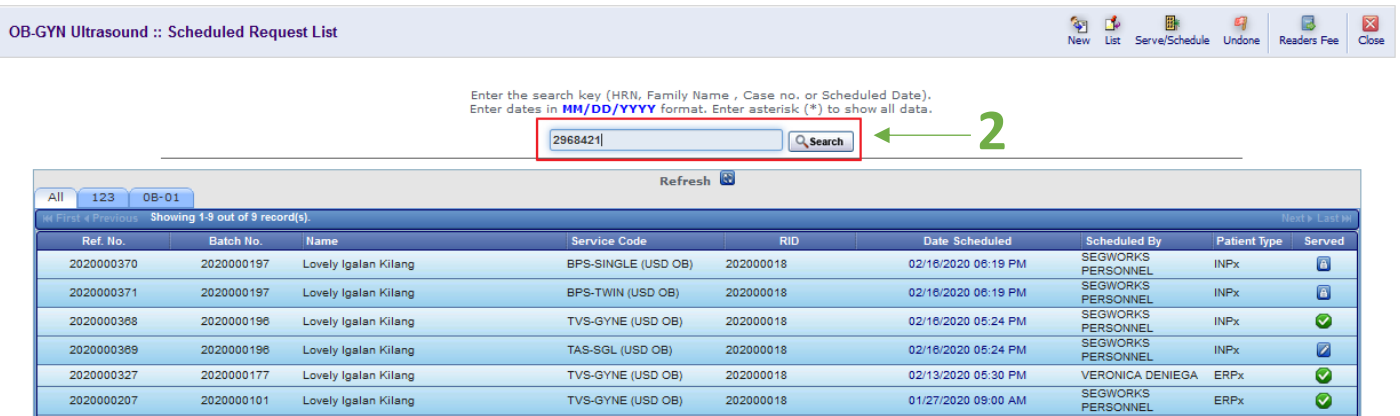 OB-GYN Ultrasound :: Scheduled Request List
New List Serve/Schedule Undone Readers Fee Close
Enter the search key (HRN, Family Name , Case no. or Scheduled Date).
Enter dates in MM/DD/YYYY format. Enter asterisk (*) to show all data.
2968421 Search 2
Refresh
All 123 0B-01
First Previous Showing 1-9 out of 9 record(s). Next Last
Ref. No. Batch No. Name Service Code RID Date Scheduled Scheduled By Patient Type Served
2020000370 2020000197 Lovely Igalan Kilang BPS-SINGLE (USD OB) 202000018 02/16/2020 06:19 PM SEGWORKS PERSONNEL INPx
2020000371 2020000197 Lovely Igalan Kilang BPS-TWIN (USD OB) 202000018 02/16/2020 06:19 PM SEGWORKS PERSONNEL INPx
2020000368 2020000196 Lovely Igalan Kilang TVS-GYNE (USD OB) 202000018 02/16/2020 05:24 PM SEGWORKS PERSONNEL INPx
2020000369 2020000196 Lovely Igalan Kilang TAS-SGL (USD OB) 202000018 02/16/2020 05:24 PM SEGWORKS PERSONNEL INPx
2020000327 2020000177 Lovely Igalan Kilang TVS-GYNE (USD OB) 202000018 02/13/2020 05:30 PM VERONICA DENIEGA ERPx
2020000207 2020000101 Lovely Igalan Kilang TVS-GYNE (USD OB) 202000018 01/27/2020 09:00 AM SEGWORKS PERSONNEL ERPx